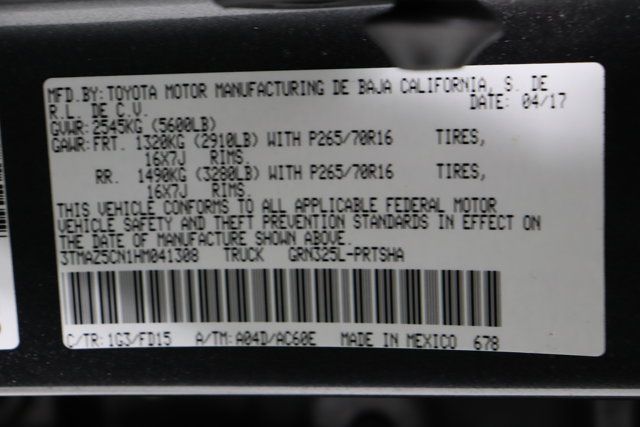 MFD.BY:TOYOTA MOTOR MANUFACTURING DE BAJA CALIFORNIA, S. DE
R.L. DE C.V. DATE: 04/17
GVWR:2545KG (5600LB)
GAWR:FRT. 1320KG (2910LB) WITH P265/70R16 TIRES,
16X7J RIMS.
RR. 1490KG (3280LB) WITH P265/70R16 TIRES,
16X7J RIMS.
THIS VEHICLE CONFORMS TO ALL APPLICABLE FEDERAL MOTOR
VEHICLE SAFETY AND THEFT PREVENTION STANDARDS IN EFFECT ON
THE DATE OF MANUFACTURE SHOWN ABOVE.
3TMAZ5CN1HM041308 TRUCK GRN325L-PRTSHA
C/TR:1G3/FD15 A/TM:A04D/AC60E MADE IN MEXICO 678